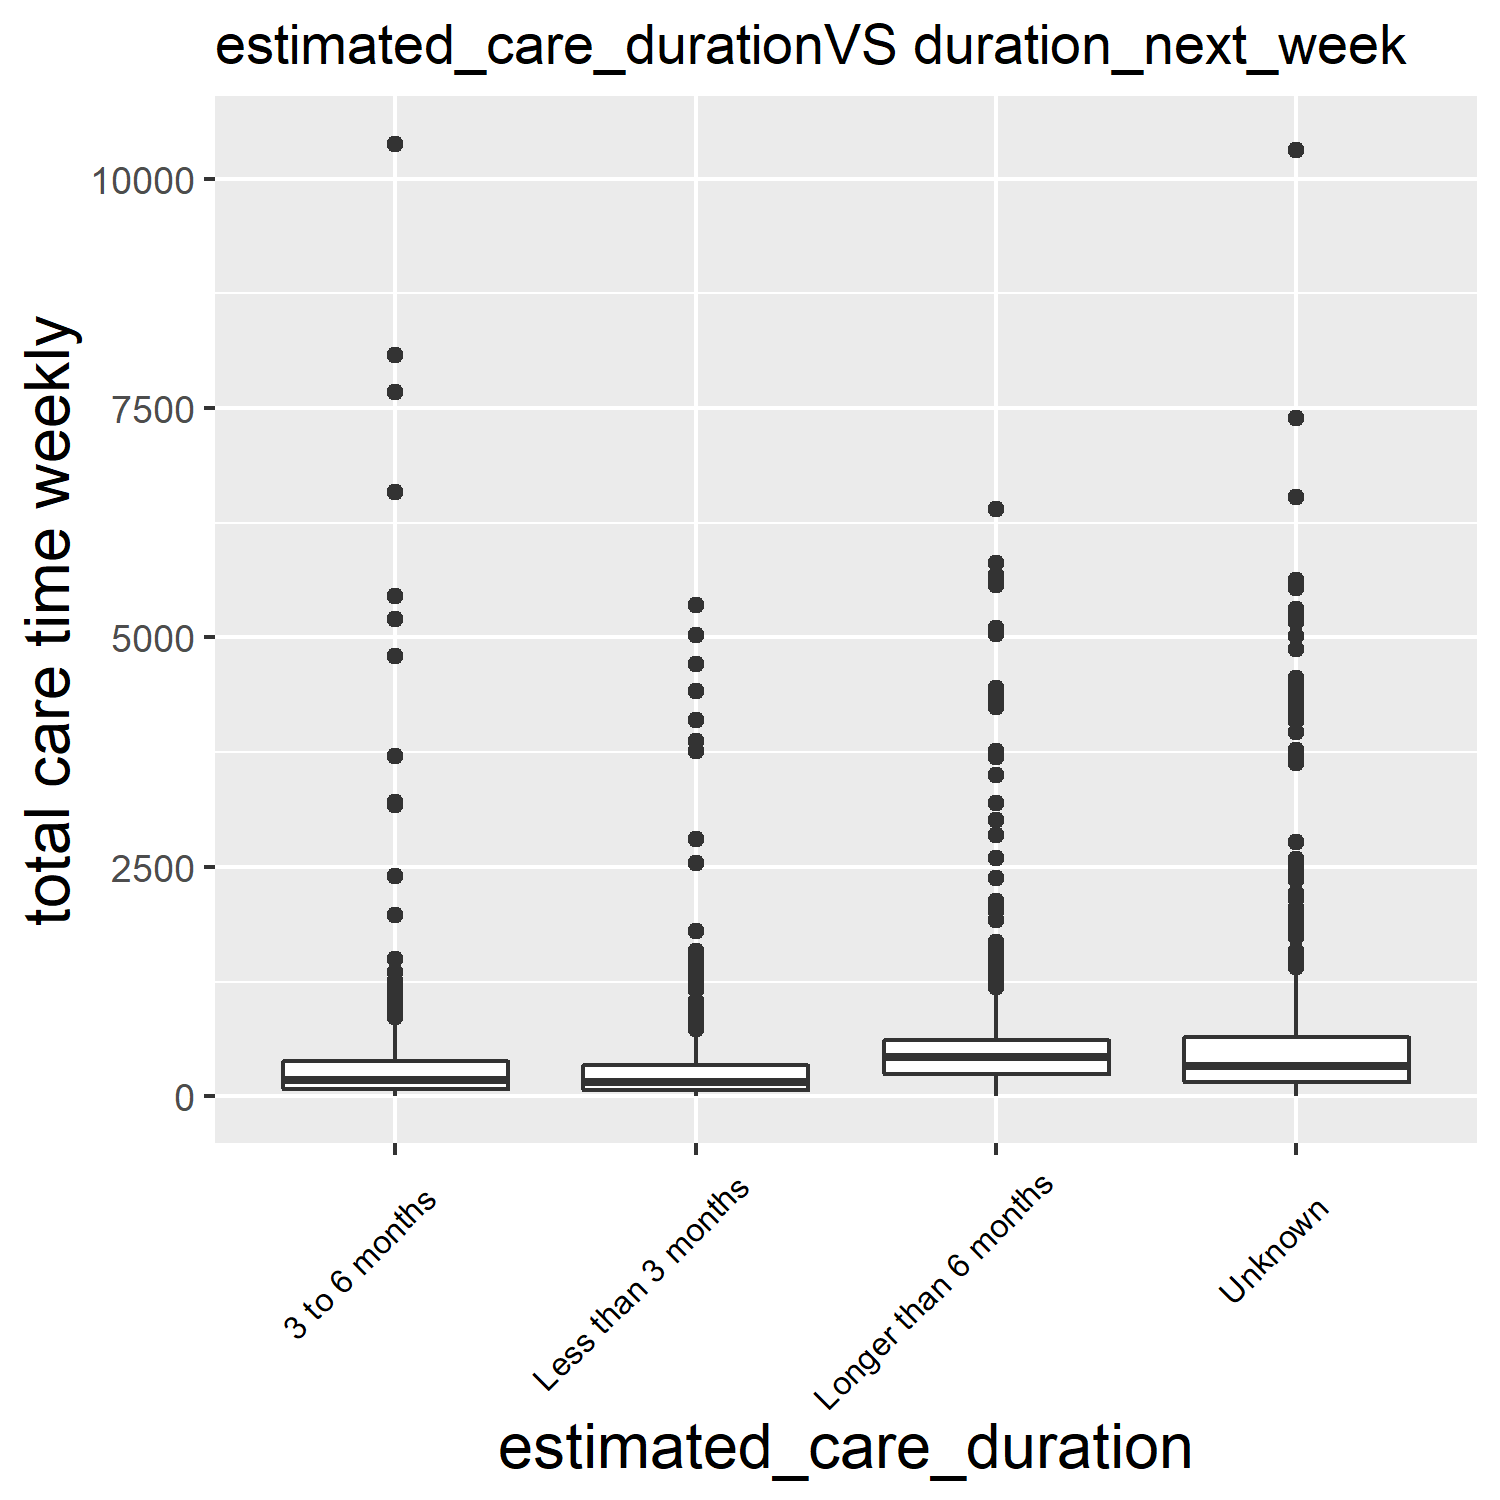 estimated_care_durationVS duration_next_week
total care time weekly
10000
7500
5000
2500
0
3 to 6 months
Less than 3 months
Longer than 6 months
Unknown
estimated_care_duration